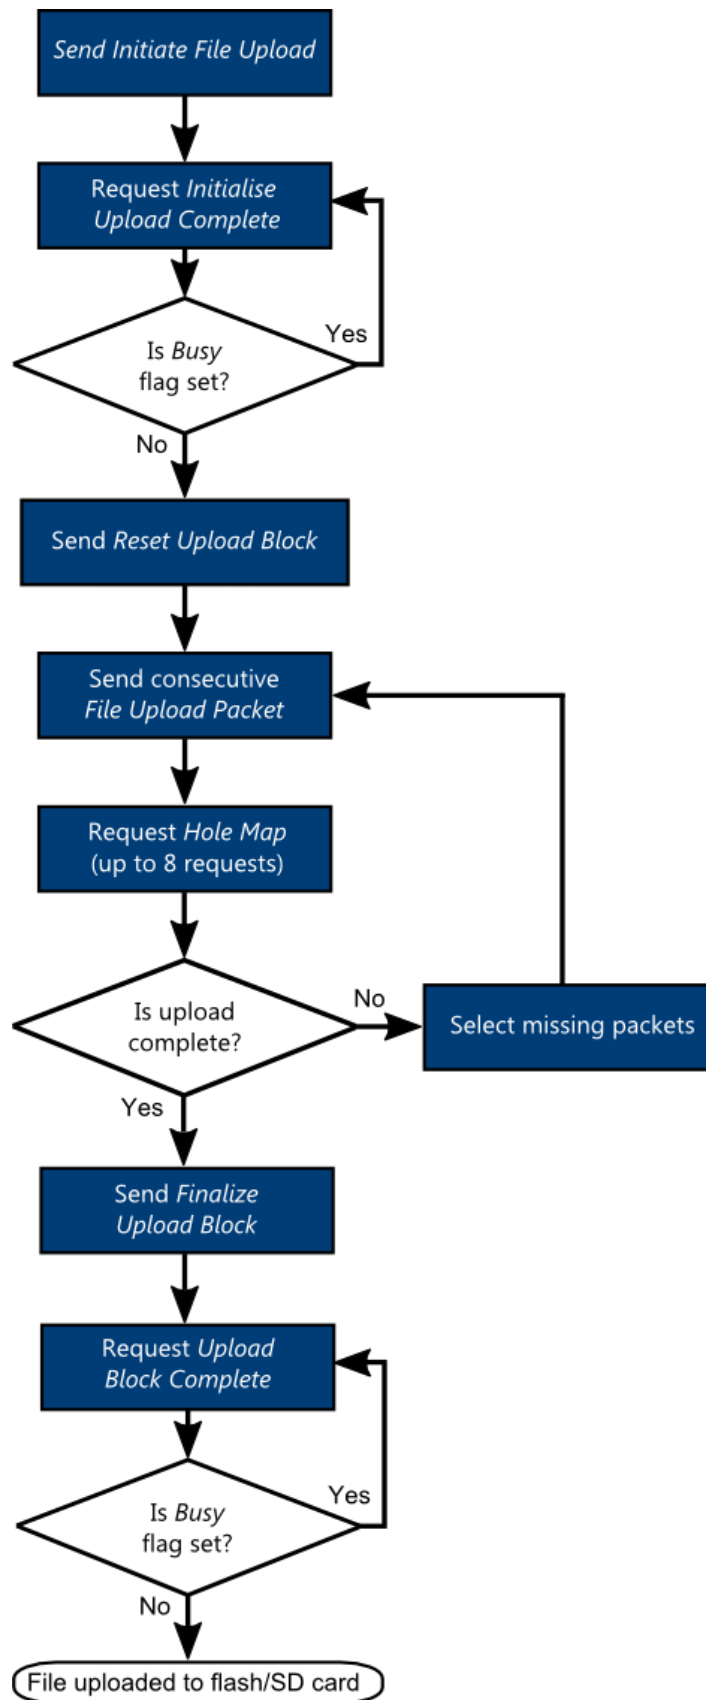 Send Initiate File Upload
Request Initialise
Upload Complete
Is Busy
flag set?
Yes
No
Send Reset Upload Block
Send consecutive
File Upload Packet
Request Hole Map
(up to 8 requests)
Is upload
complete?
No
Select missing packets
Yes
Send Finalize
Upload Block
Request Upload
Block Complete
Is Busy
flag set?
Yes
No
File uploaded to flash/SD card